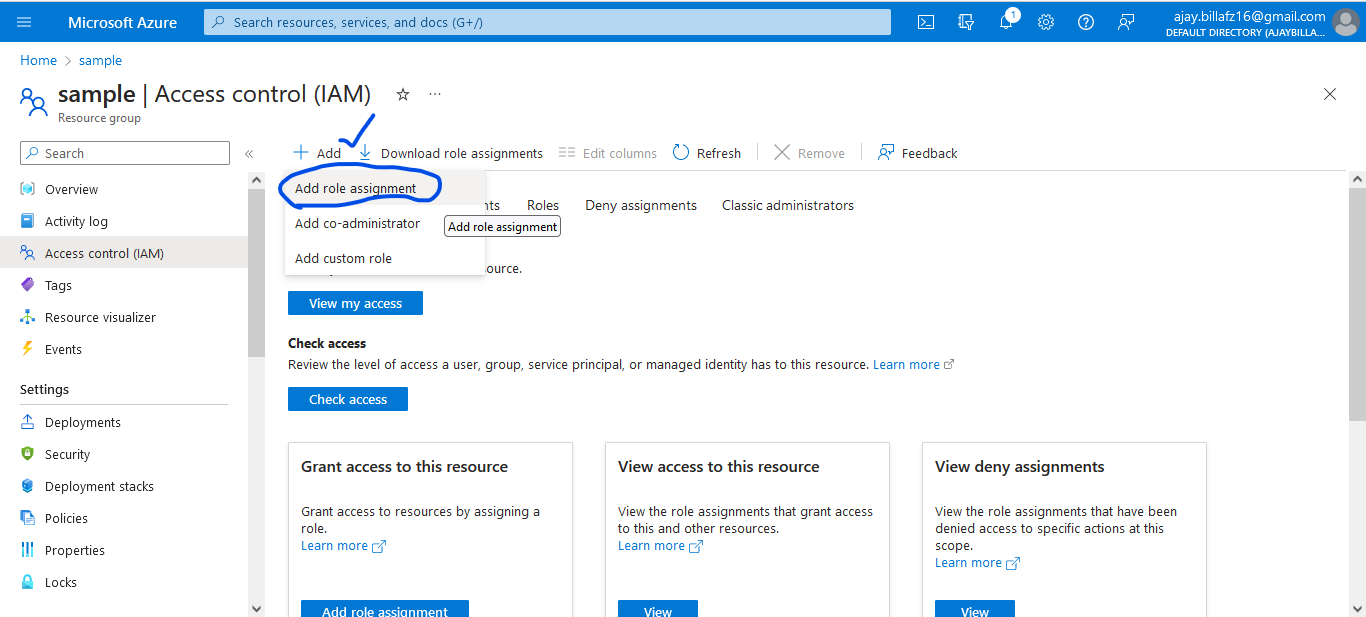 Microsoft Azure
Search resources, services, and docs (G+/)
1
ajay.billafz16@gmail.com
DEFAULT DIRECTORY (AJAYBILLA...
Home > sample
sample | Access control (IAM)
Resource group
Search
Add
Download role assignments
Edit columns
Refresh
Remove
Feedback
Add role assignment
Add co-administrator
Add custom role
Add role assignment
nts
Roles
Deny assignments
Classic administrators
ource.
View my access
Check access
Review the level of access a user, group, service principal, or managed identity has to this resource. Learn more
Check access
Overview
Activity log
Access control (IAM)
Tags
Resource visualizer
Events
Settings
Deployments
Security
Deployment stacks
Policies
Properties
Locks
Grant access to this resource
Grant access to resources by assigning a
role.
Learn more
Add role assignment
View access to this resource
View the role assignments that grant access
to this and other resources.
Learn more
View
View deny assignments
View the role assignments that have been
denied access to specific actions at this
scope.
Learn more
View